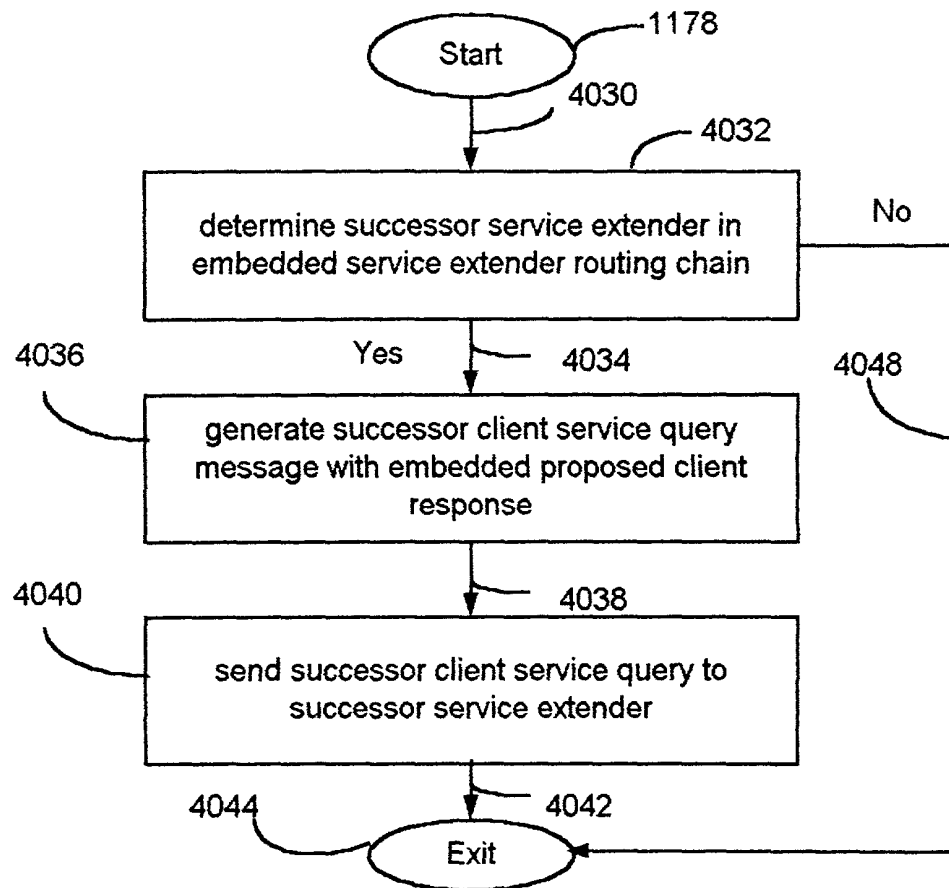 Start
1178
4030
4032
determine successor service extender in
embedded service extender routing chain
No
Yes
4034
4036
4048
generate successor client service query
message with embedded proposed client
response
4038
4040
send successor client service query to
successor service extender
4042
4044
Exit